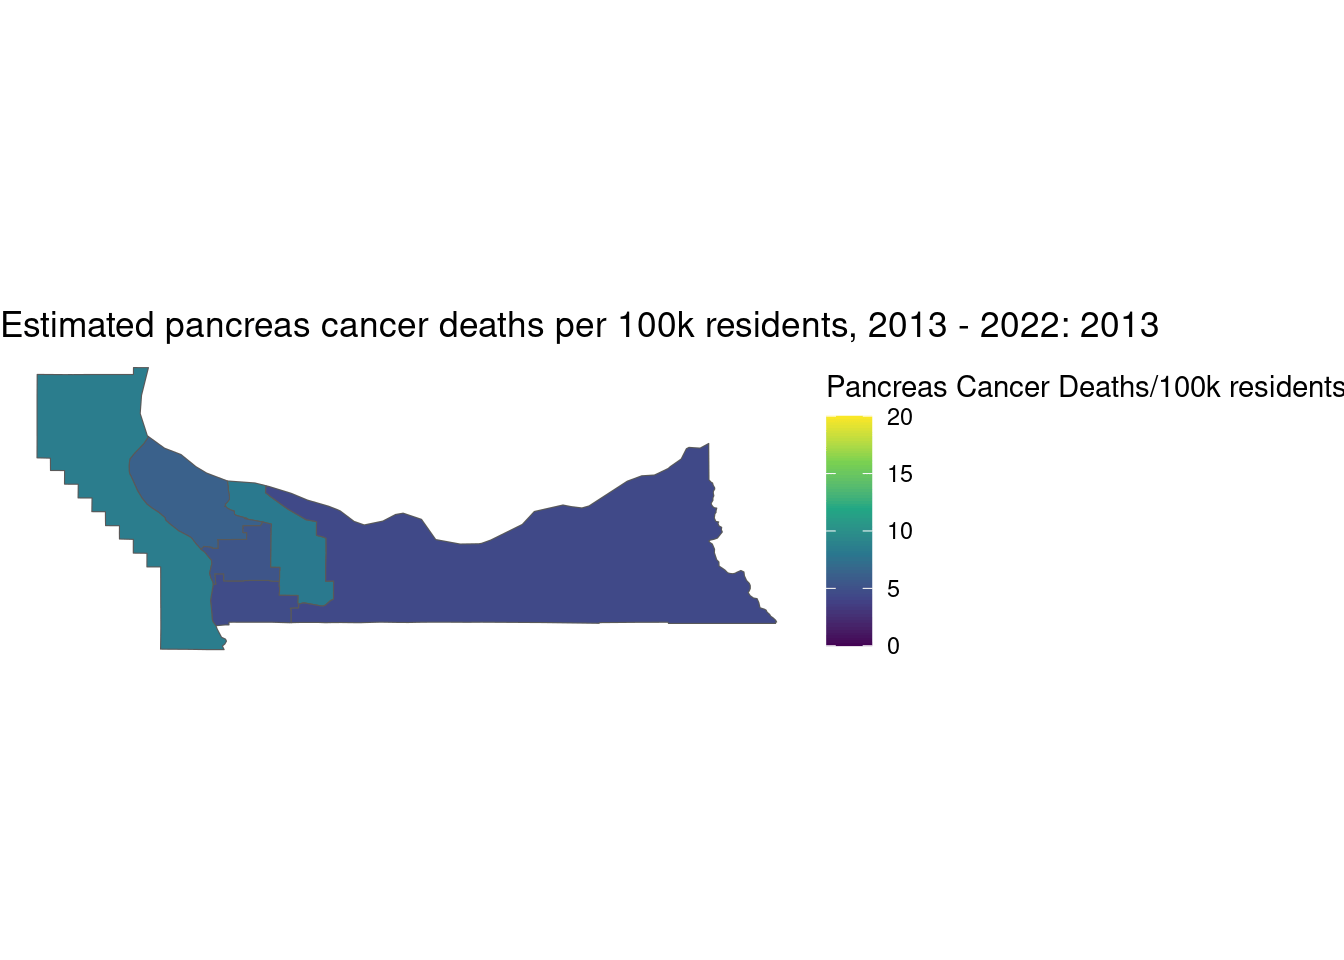 Estimated pancreas cancer deaths per 100k residents, 2013 - 2022: 2013
Pancreas Cancer Deaths/100k residents
20
15
10
5
0